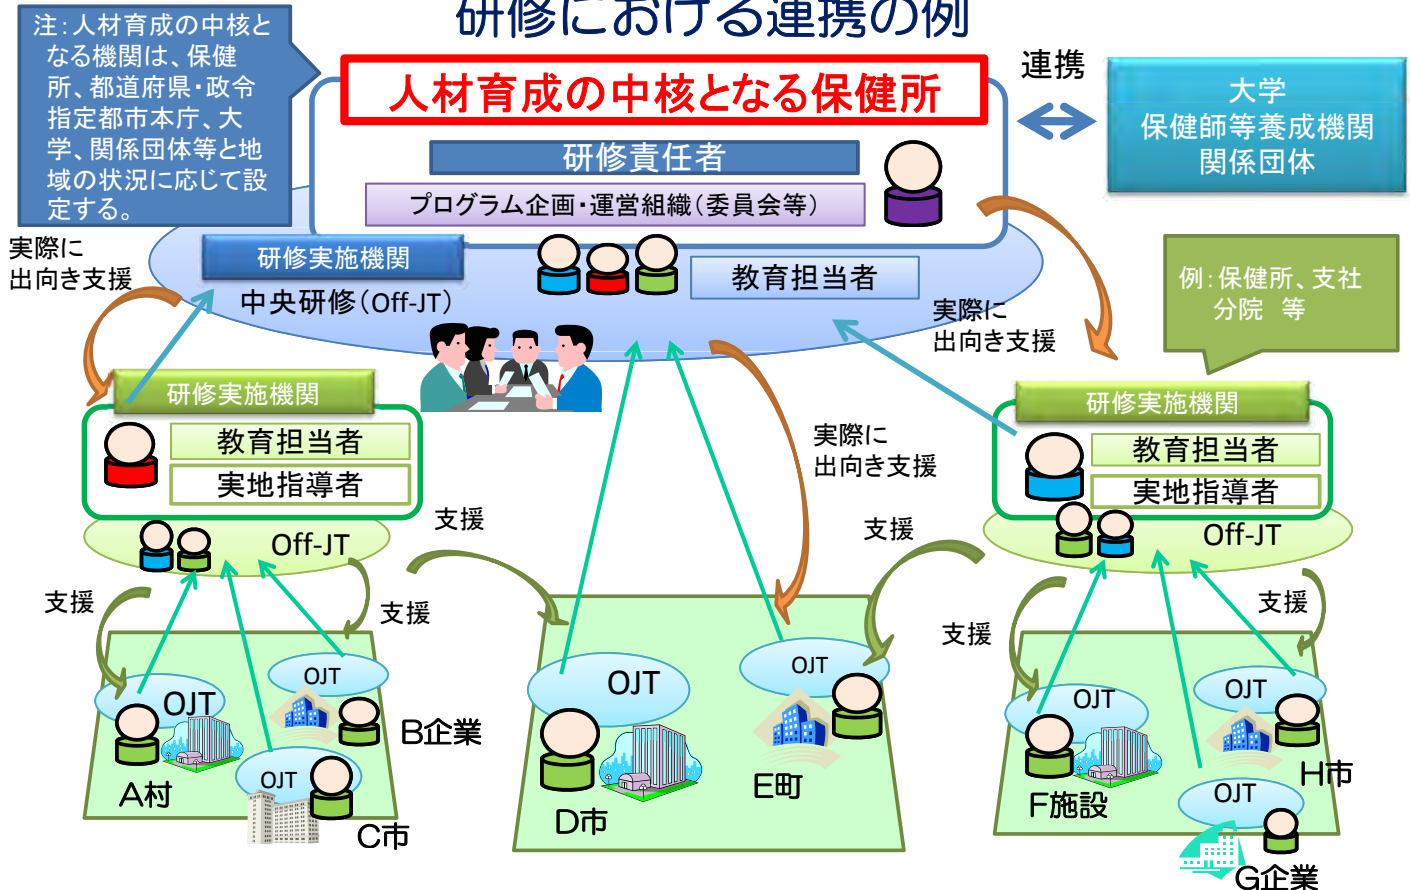 研修における連携の例
注：人材育成の中核と
なる機関は、保健
所、都道府県・政令
指定都市本庁、大
学、関係団体等と地
域の状況に応じて設
定する。
人材育成の中核となる保健所
連携
大学
保健師等養成機関
関係団体
研修責任者
プログラム企画・運営組織（委員会等）
実際に
出向き支援
研修実施機関
中央研修（Off-JT）
教育担当者
実際に
出向き支援
例：保健所、支社
分院　等
研修実施機関
教育担当者
実地指導者
Off-JT
実際に
出向き支援
研修実施機関
教育担当者
実地指導者
Off-JT
支援
支援
支援
支援
支援
支援
OJT
A村
OJT
B企業
OJT
C市
OJT
D市
OJT
E町
OJT
F施設
OJT
H市
OJT
G企業